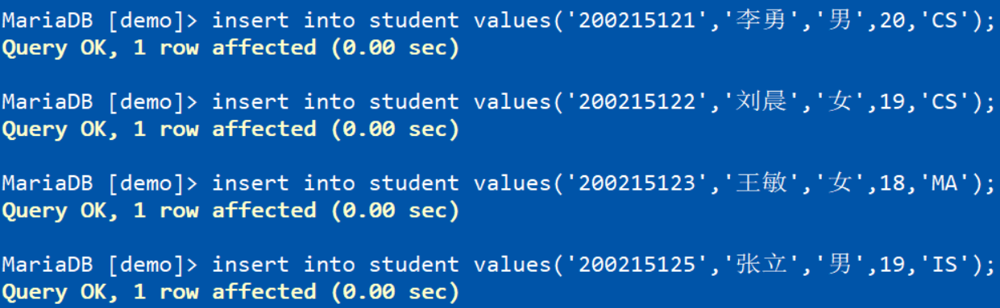 MariaDB [demo]> insert into student values('200215121','李勇','男',20,'CS');
Query OK, 1 row affected (0.00 sec)
MariaDB [demo]> insert into student values('200215122','刘晨','女',19,'CS');
Query OK, 1 row affected (0.00 sec)
MariaDB [demo]> insert into student values('200215123','王敏','女',18,'MA');
Query OK, 1 row affected (0.00 sec)
MariaDB [demo]> insert into student values('200215125','张立','男',19,'IS');
Query OK, 1 row affected (0.00 sec)